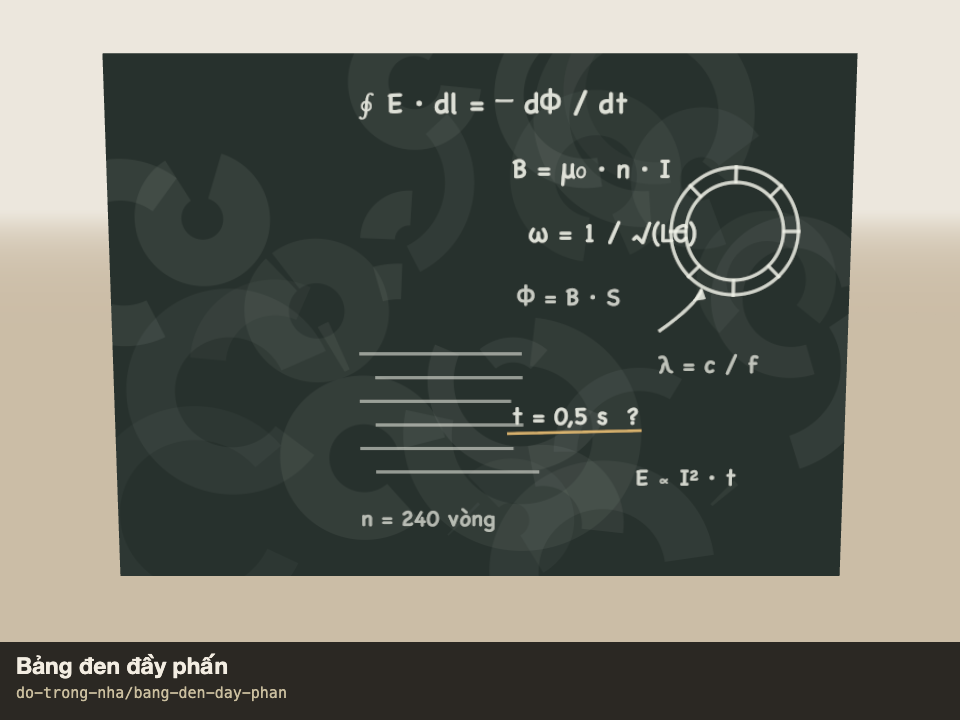 ∮ E · dl = − dΦ / dt
B = μ₀ · n · I
ω = 1 / √(LC)
Φ = B · S
λ = c / f
t = 0,5 s ?
E ∝ I² · t
n = 240 vòng
Bảng đen đầy phấn
do-trong-nha/bang-den-day-phan